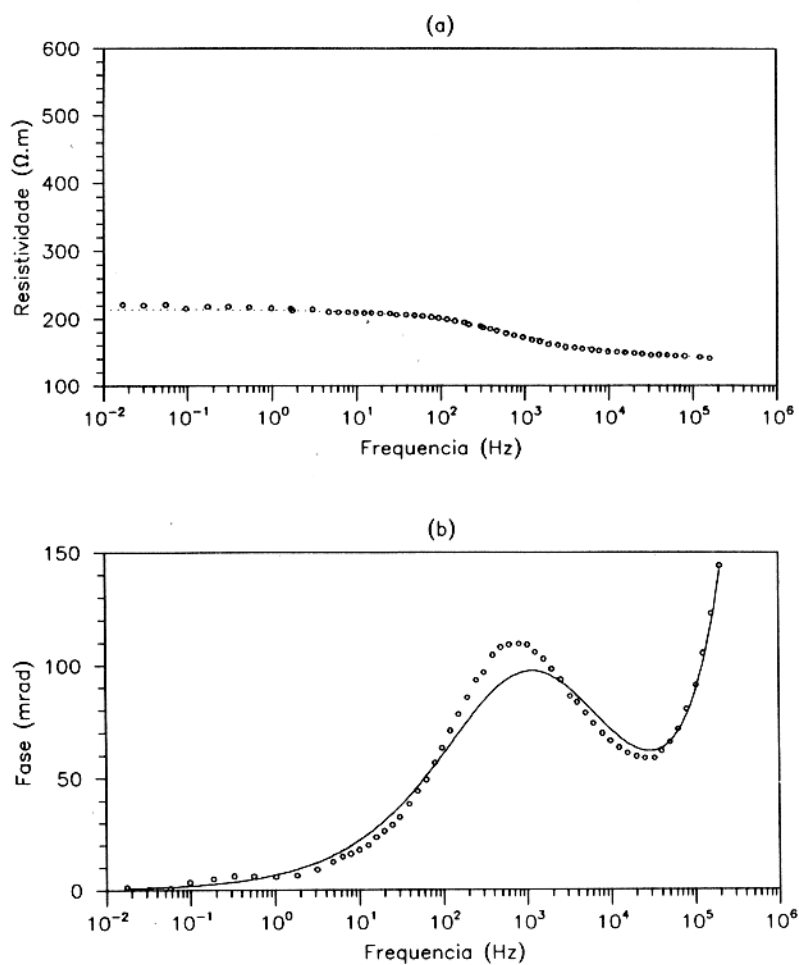 (a)
Resistividade (Ω.m)
600
500
400
300
200
100
10⁻² 10⁻¹ 10⁰ 10¹ 10² 10³ 10⁴ 10⁵ 10⁶
Frequencia (Hz)
(b)
Fase (mrad)
150
100
50
0
10⁻² 10⁻¹ 10⁰ 10¹ 10² 10³ 10⁴ 10⁵ 10⁶
Frequencia (Hz)